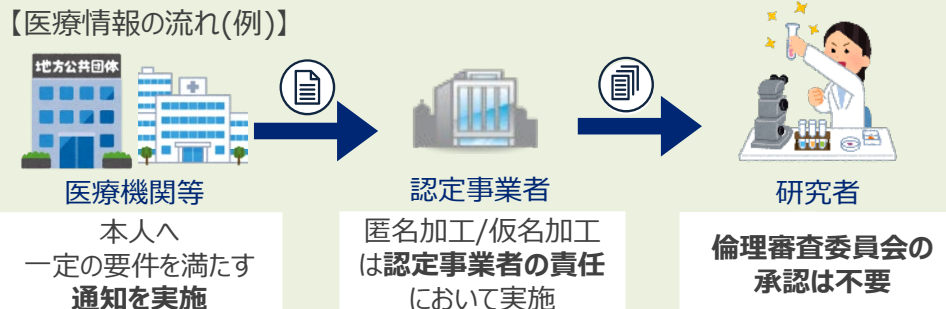 【医療情報の流れ(例)】
地方公共団体
医療機関等
認定事業者
研究者
本人へ
一定の要件を満たす
通知を実施
匿名加工/仮名加工
は認定事業者の責任
において実施
倫理審査委員会の
承認は不要